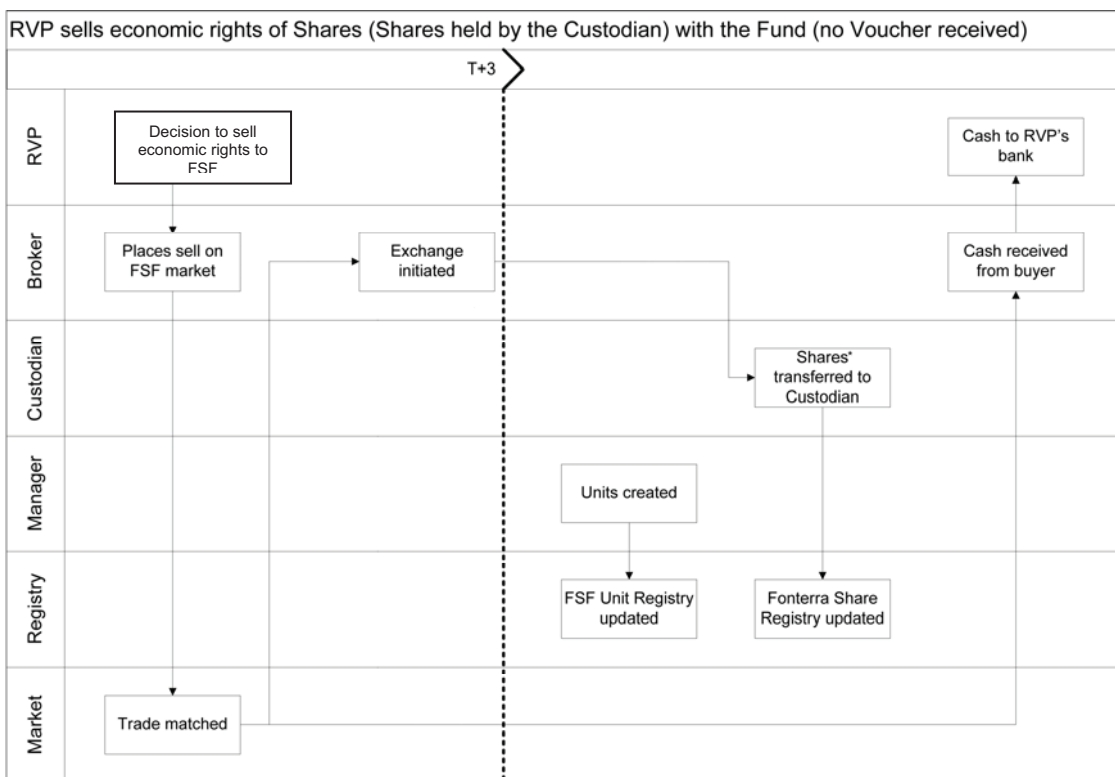 RVP sells economic rights of Shares (Shares held by the Custodian) with the Fund (no Voucher received)
T+3
RVP
Decision to sell
economic rights to
FSF
Cash to RVP's
bank
Broker
Places sell on
FSF market
Exchange
initiated
Cash received
from buyer
Custodian
Shares*
transferred to
Custodian
Manager
Units created
Registry
FSF Unit Registry
updated
Fonterra Share
Registry updated
Market
Trade matched